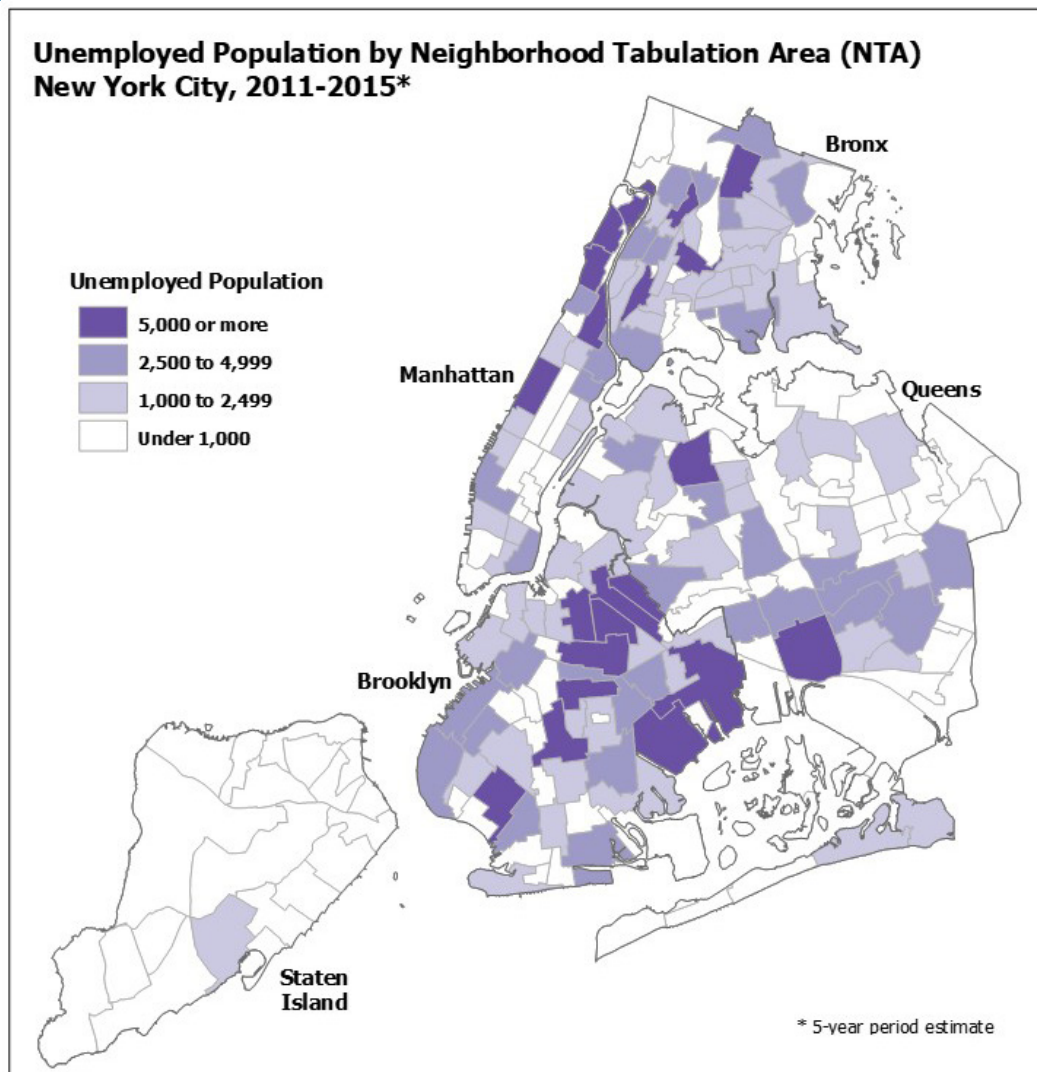 Unemployed Population by Neighborhood Tabulation Area (NTA)
New York City, 2011-2015*
Bronx
Unemployed Population
5,000 or more
2,500 to 4,999
1,000 to 2,499
Under 1,000
Manhattan
Queens
Brooklyn
Staten
Island
* 5-year period estimate